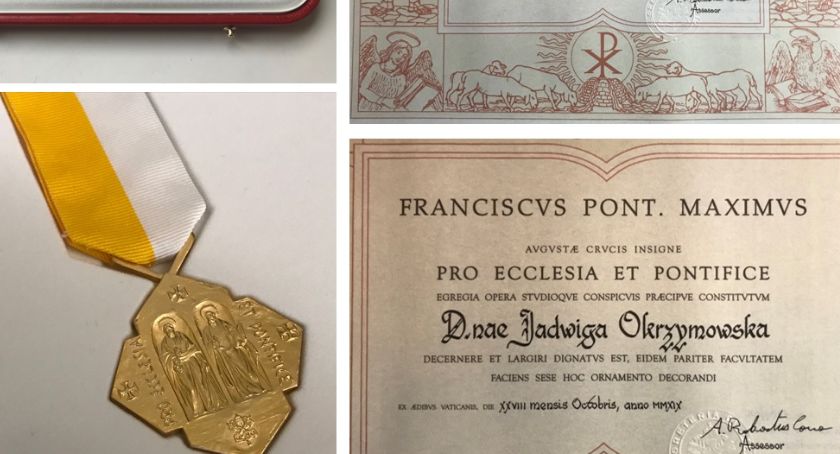 Assessor
PRO ECCLESIA
ET PONTIFICE
FRANCISCVS PONT. MAXIMVS
AVGVSTÆ CRVCIS INSIGNE
PRO ECCLESIA ET PONTIFICE
EGREGIA OPERA STVDIOQVE CONSPICVIS PRÆCIPVE CONSTITVTVM
D.nae Jadwiga Okrzymowska
DECERNERE ET LARGIRI DIGNATVS EST, EIDEM PARITER FACVLTATEM
FACIENS SESE HOC ORNAMENTO DECORANDI
EX ÆDIBVS VATICANIS, DIE XXVIII mensis Octobris, anno MMXIX
Assessor